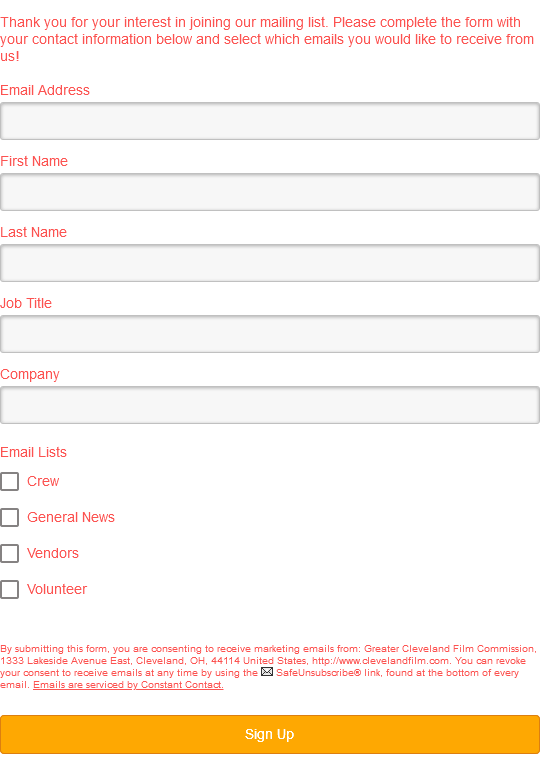 Thank you for your interest in joining our mailing list. Please complete the form with
your contact information below and select which emails you would like to receive from
us!
Email Address
First Name
Last Name
Job Title
Company
Email Lists
Crew
General News
Vendors
Volunteer
By submitting this form, you are consenting to receive marketing emails from: Greater Cleveland Film Commission,
1333 Lakeside Avenue East, Cleveland, OH, 44114 United States, http://www.clevelandfilm.com. You can revoke
your consent to receive emails at any time by using the SafeUnsubscribe® link, found at the bottom of every
email. Emails are serviced by Constant Contact.
Sign Up